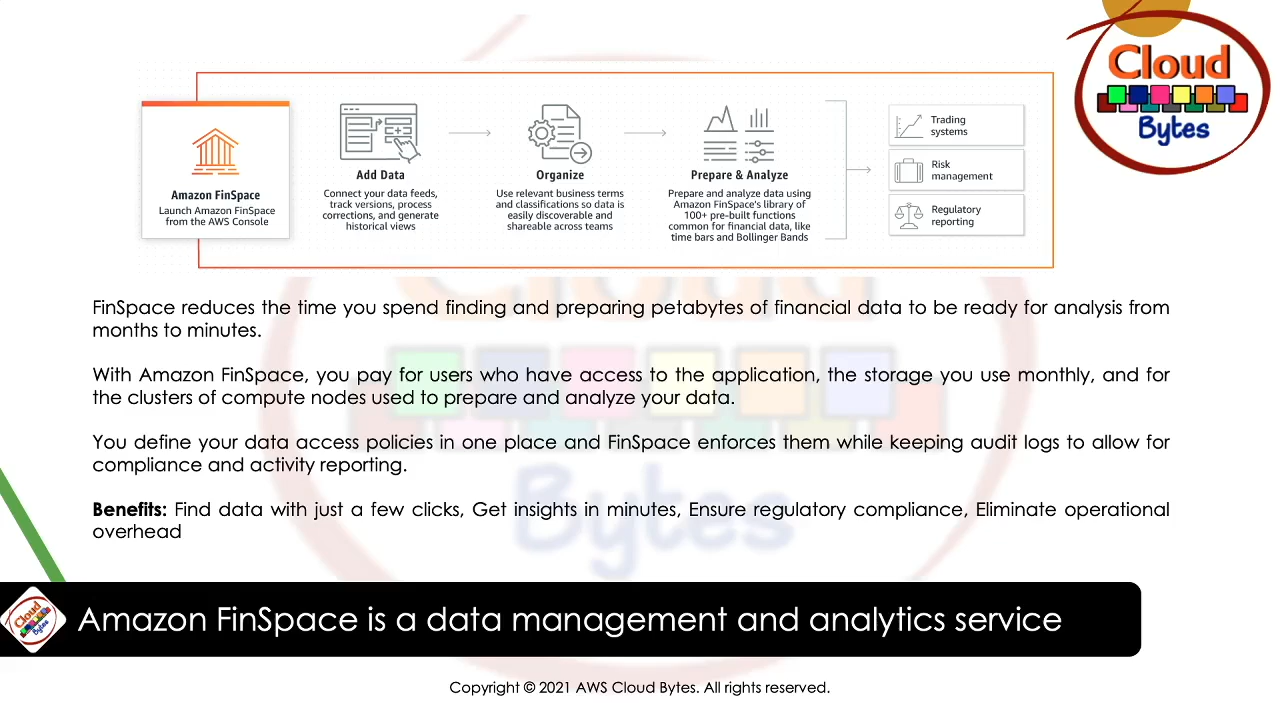 Cloud
Bytes
Amazon FinSpace
Launch Amazon FinSpace
from the AWS Console
Add Data
Connect your data feeds,
track versions, process
corrections, and generate
historical views
Organize
Use relevant business terms
and classifications so data is
easily discoverable and
shareable across teams
Prepare & Analyze
Prepare and analyze data using
Amazon FinSpace's library of
100+ pre-built functions
common for financial data, like
time bars and Bollinger Bands
Trading
systems
Risk
management
Regulatory
reporting
FinSpace reduces the time you spend finding and preparing petabytes of financial data to be ready for analysis from
months to minutes.
With Amazon FinSpace, you pay for users who have access to the application, the storage you use monthly, and for
the clusters of compute nodes used to prepare and analyze your data.
You define your data access policies in one place and FinSpace enforces them while keeping audit logs to allow for
compliance and activity reporting.
Benefits: Find data with just a few clicks, Get insights in minutes, Ensure regulatory compliance, Eliminate operational
overhead
Cloud
Bytes
Cloud
Bytes
Amazon FinSpace is a data management and analytics service
Copyright © 2021 AWS Cloud Bytes. All rights reserved.